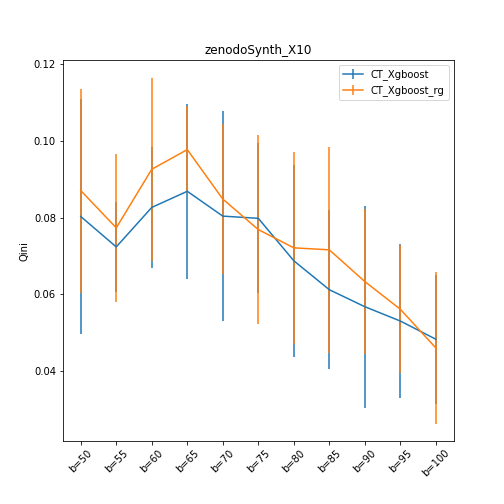 zenodoSynth_X10
CT_Xgboost
CT_Xgboost_rg
Qini
0.12
0.10
0.08
0.06
0.04
b=50
b=55
b=60
b=65
b=70
b=75
b=80
b=85
b=90
b=95
b=100